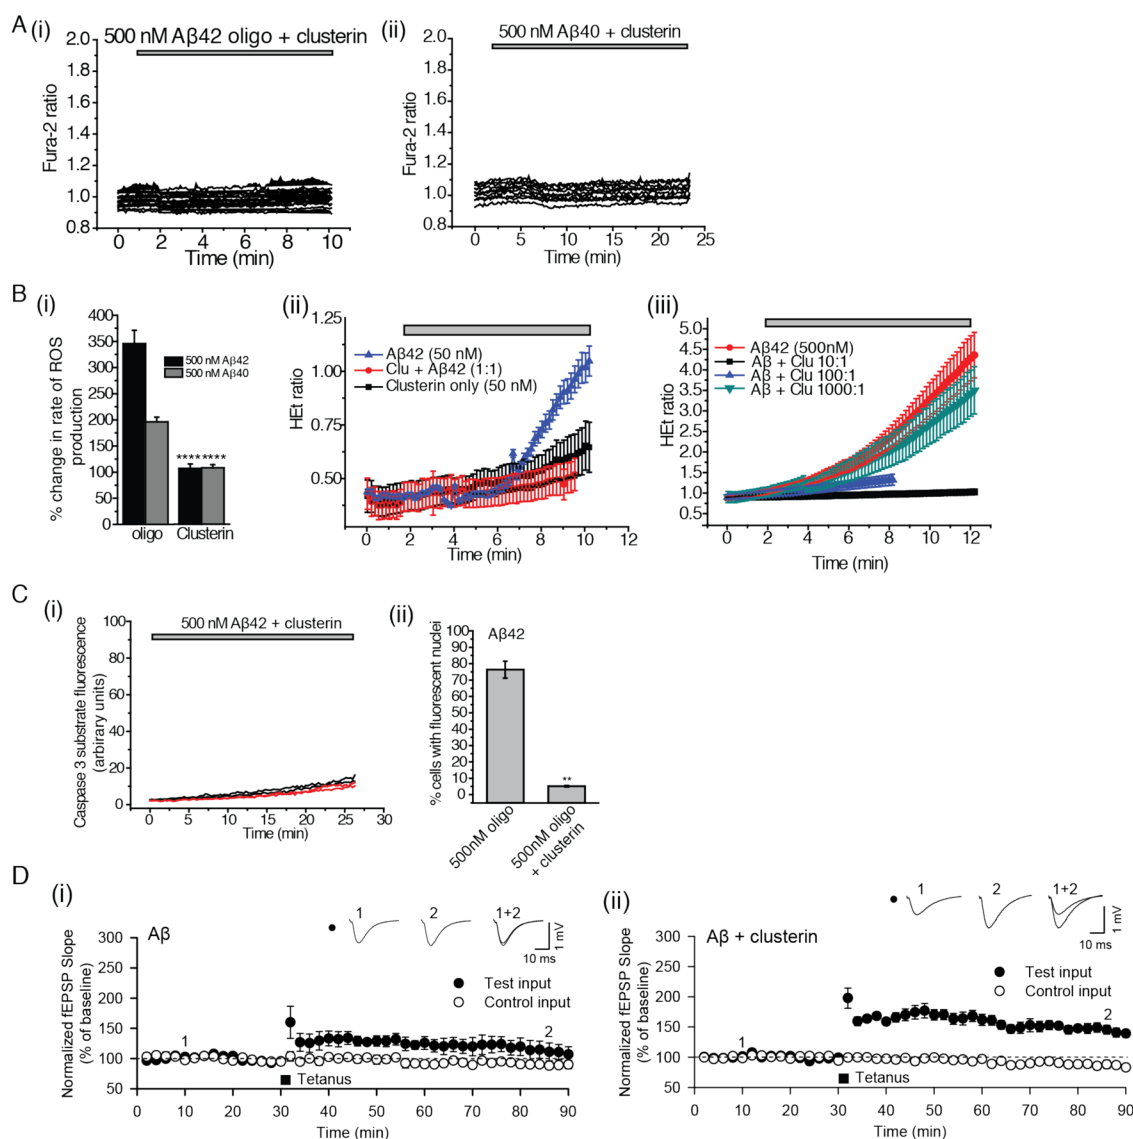 A
(i)
500 nM Aβ42 oligo + clusterin
2.0
1.8
1.6
1.4
1.2
1.0
0.8
Fura-2 ratio
0 2 4 6 8 10
Time (min)
(ii)
500 nM Aβ40 + clusterin
2.0
1.8
1.6
1.4
1.2
1.0
0.8
Fura-2 ratio
0 5 10 15 20 25
Time (min)
B
(i)
400
350
300
250
200
150
100
50
0
% change in rate of ROS
production
500 nM Aβ42
500 nM Aβ40
********
oligo Clusterin
(ii)
1.25
1.00
0.75
0.50
HEt ratio
Aβ42 (50 nM)
Clu + Aβ42 (1:1)
Clusterin only (50 nM)
0 2 4 6 8 10 12
Time (min)
(iii)
5.0
4.5
4.0
3.5
3.0
2.5
2.0
1.5
1.0
0.5
HEt ratio
Aβ42 (500nM)
Aβ + Clu 10:1
Aβ + Clu 100:1
Aβ + Clu 1000:1
0 2 4 6 8 10 12
Time (min)
C
(i)
500 nM Aβ42 + clusterin
100
80
60
40
20
0
Caspase 3 substrate fluorescence
(arbirary units)
0 5 10 15 20 25 30
Time (min)
(ii)
Aβ42
100
90
80
70
60
50
40
30
20
10
0
% cells with fluorescent nuclei
**
500nM oligo
500nM oligo
+ clusterin
D
(i)
Aβ
1 2 1+2
1 mV
10 ms
300
250
200
150
100
50
Normalized fEPSP Slope
(% of baseline)
Test input
Control input
1
2
Tetanus
0 10 20 30 40 50 60 70 80 90
Time (min)
(ii)
Aβ + clusterin
1 2 1+2
1 mV
10 ms
300
250
200
150
100
50
Normalized fEPSP Slope
(% of baseline)
Test input
Control input
1
2
Tetanus
0 10 20 30 40 50 60 70 80 90
Time (min)